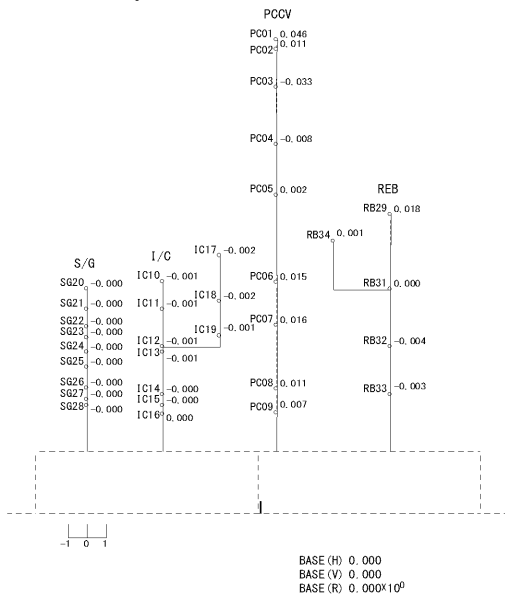 PCCV
PC01 0.046
PC02 0.011
PC03 -0.033
PC04 -0.008
PC05 0.002
PC06 0.015
PC07 0.016
PC08 0.011
PC09 0.007
REB
RB29 0.018
RB34 0.001
RB31 0.000
RB32 -0.004
RB33 -0.003
I/C
IC17 -0.002
IC10 -0.001
IC18 -0.002
IC11 -0.001
IC19 -0.001
IC12 -0.001
IC13 -0.001
IC14 -0.000
IC15 -0.000
IC16 0.000
S/G
SG20 -0.000
SG21 -0.000
SG22 -0.000
SG23 -0.000
SG24 -0.000
SG25 -0.000
SG26 -0.000
SG27 -0.000
SG28 -0.000
-1 0 1
BASE(H) 0.000
BASE(V) 0.000
BASE(R) 0.000×10⁰